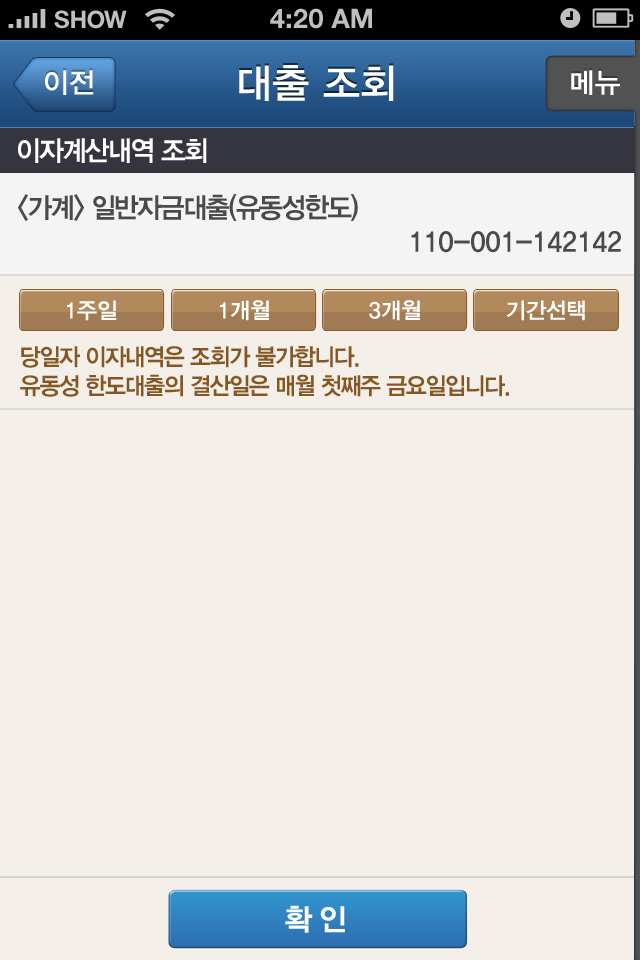 SHOW 4:20 AM
이전 대출 조회 메뉴
이자계산내역 조회
<가계> 일반자금대출(유동성한도)
110-001-142142
1주일 1개월 3개월 기간선택
당일자 이자내역은 조회가 불가합니다.
유동성 한도대출의 결산일은 매월 첫째주 금요일입니다.
확인